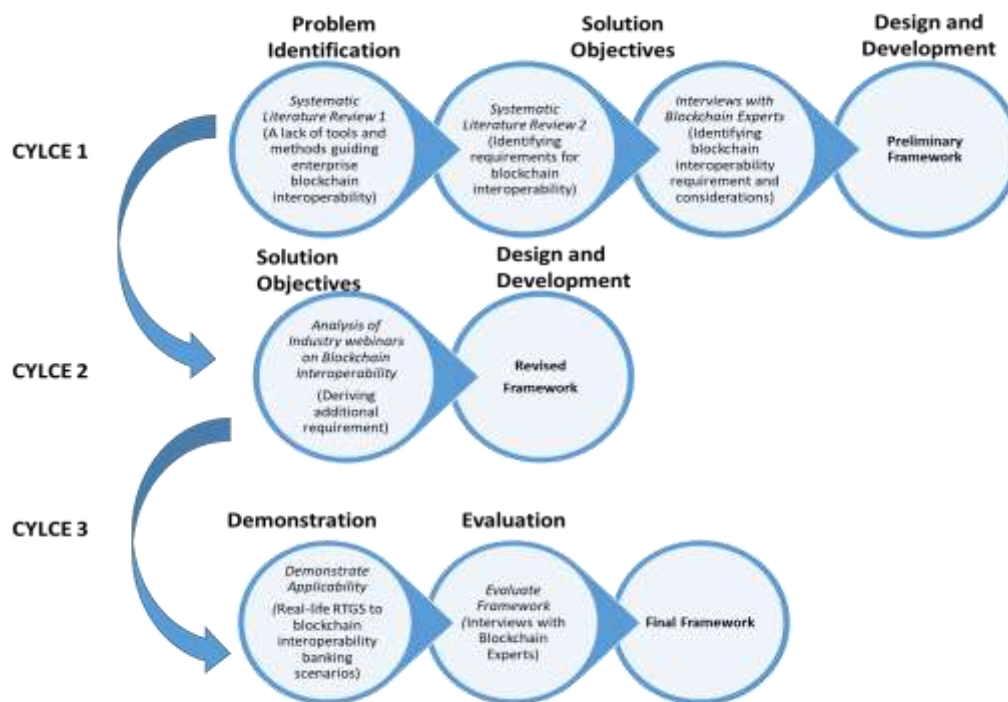 Problem
Identification
Solution
Objectives
Design and
Development
CYLCE 1
Systematic
Literature Review 1
(A lack of tools and
methods guiding
enterprise
blockchain
interoperability)
Systematic
Literature Review 2
(Identifying
requirements for
blockchain
interoperability)
Interviews with
Blockchain Experts
(Identifying
blockchain
interoperability
requirement and
considerations)
Preliminary
Framework
Solution
Objectives
Design and
Development
CYLCE 2
Analysis of
Industry webinars
on Blockchain
Interoperability
(Deriving
additional
requirement)
Revised
Framework
CYLCE 3
Demonstration
Evaluation
Demonstrate
Applicability
(Real-life RTGS to
blockchain
interoperability
banking
scenarios)
Evaluate
Framework
(Interviews with
Blockchain
Experts)
Final Framework